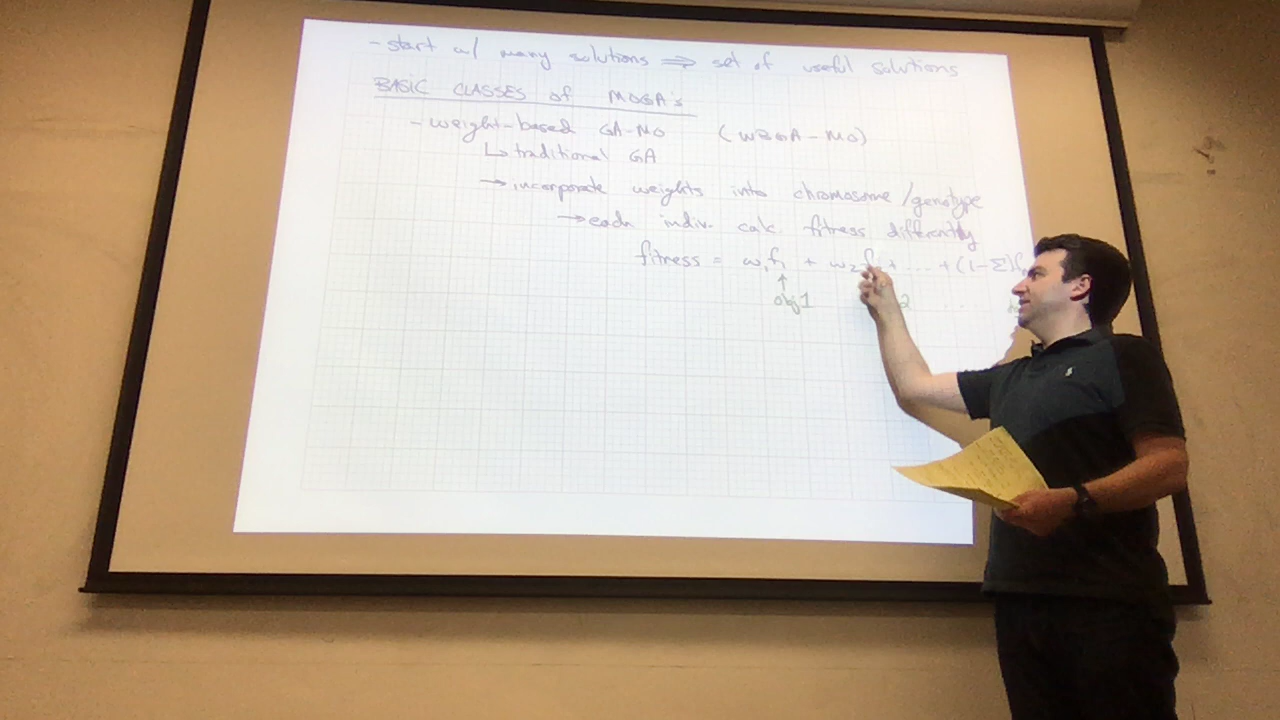 - start w/ many solutions ⇒ set of useful solutions
BASIC CLASSES of MOGA's
- weight-based GA-MO (WBGA-MO)
↳ traditional GA
→ incorporate weights into chromosome/genotype
→ each indiv. calc. fitness differently
fitness = w₁f₁ + w₂f₂ + ... + (1-Σ)f
↑
obj 1 2 ...